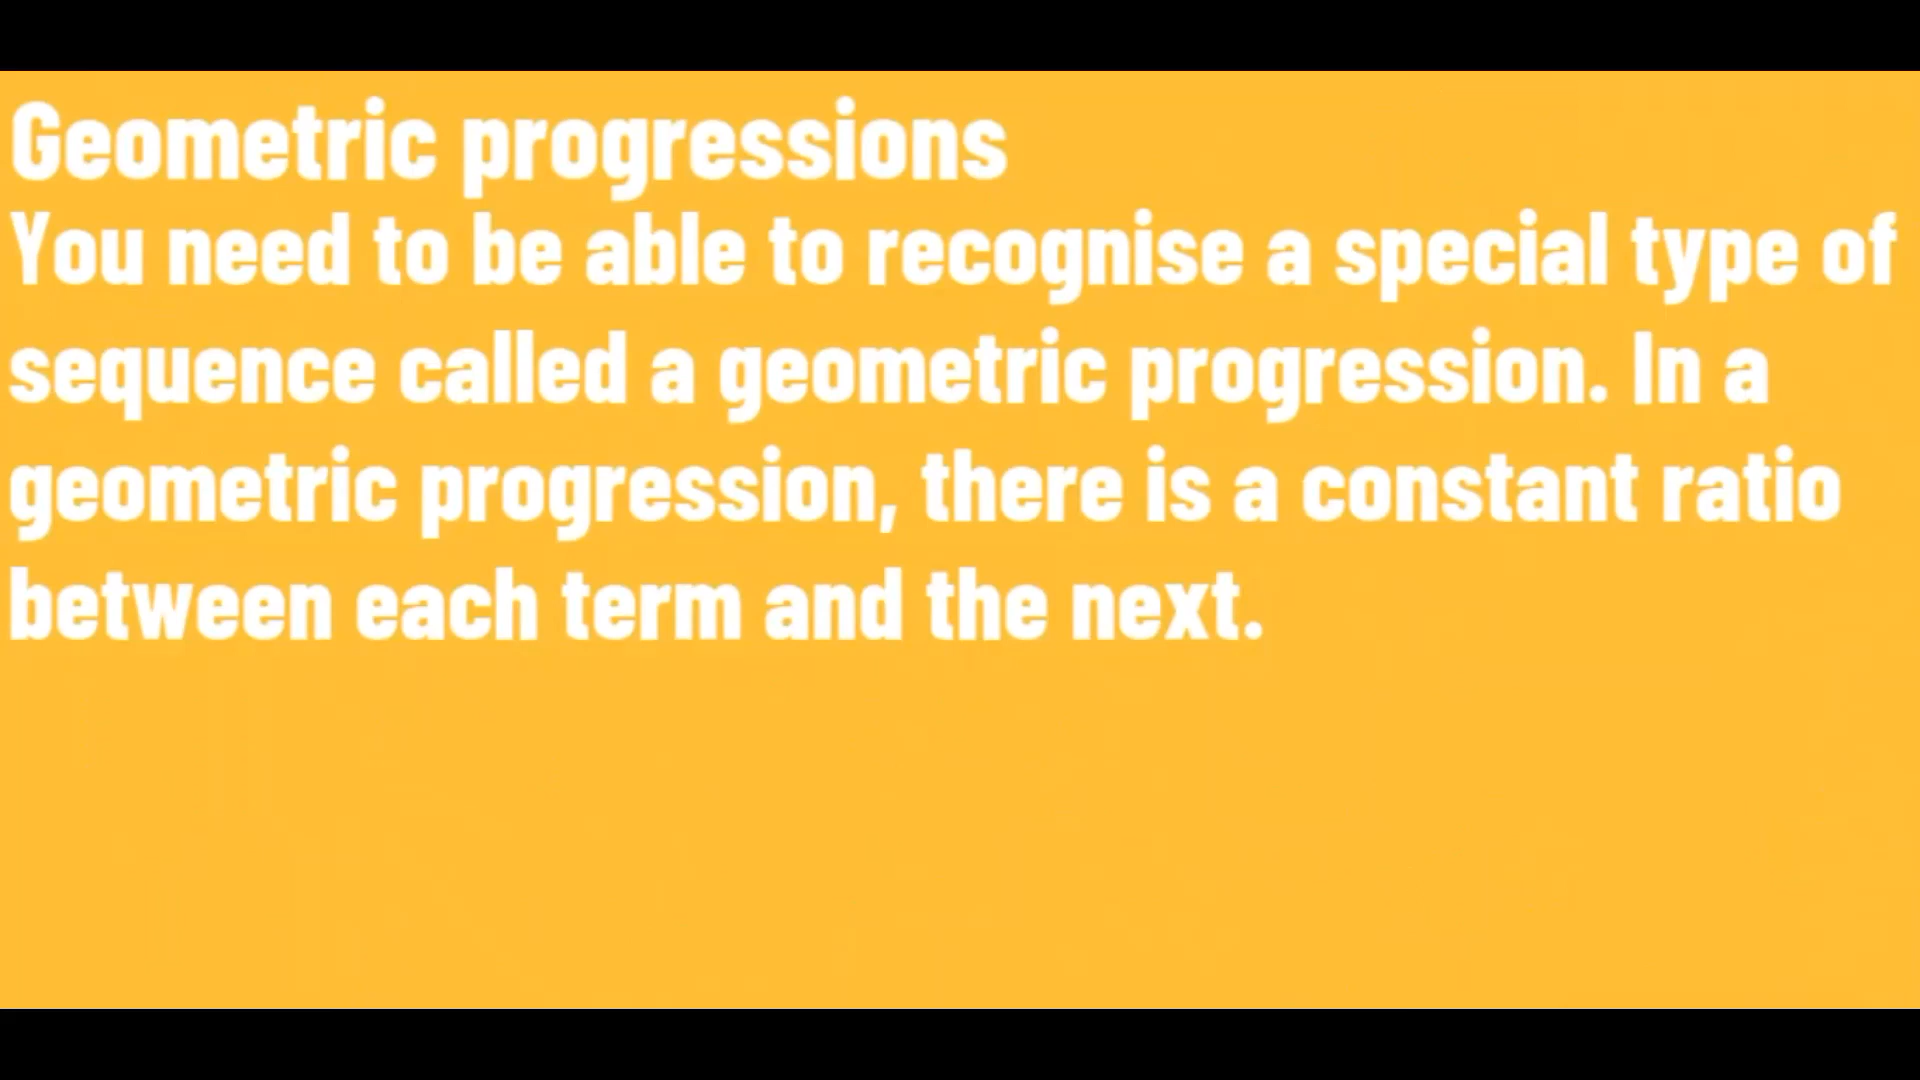 Geometric progressions
You need to be able to recognise a special type of
sequence called a geometric progression. In a
geometric progression, there is a constant ratio
between each term and the next.